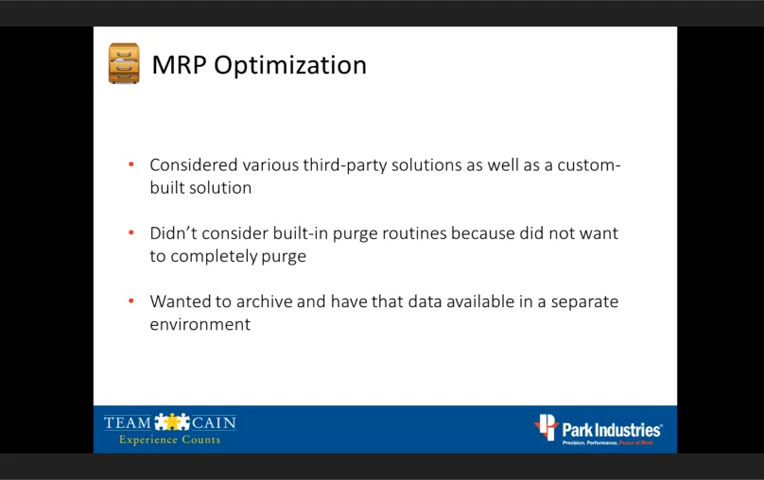 MRP Optimization
• Considered various third-party solutions as well as a custom-
built solution
• Didn't consider built-in purge routines because did not want
to completely purge
• Wanted to archive and have that data available in a separate
environment
TEAM CAIN
Experience Counts
Park Industries®
Precision. Performance. Peace of Mind.